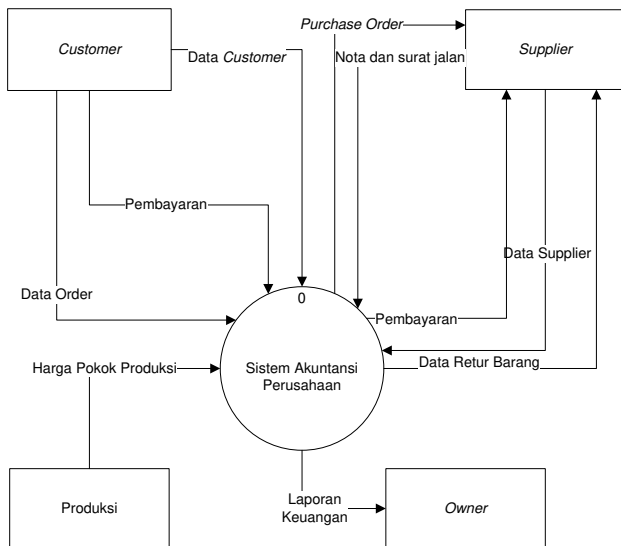 Customer
Data Customer
Purchase Order
Nota dan surat jalan
Supplier
Pembayaran
Data Order
0
Data Supplier
Pembayaran
Harga Pokok Produksi
Sistem Akuntansi
Perusahaan
Data Retur Barang
Produksi
Laporan
Keuangan
Owner